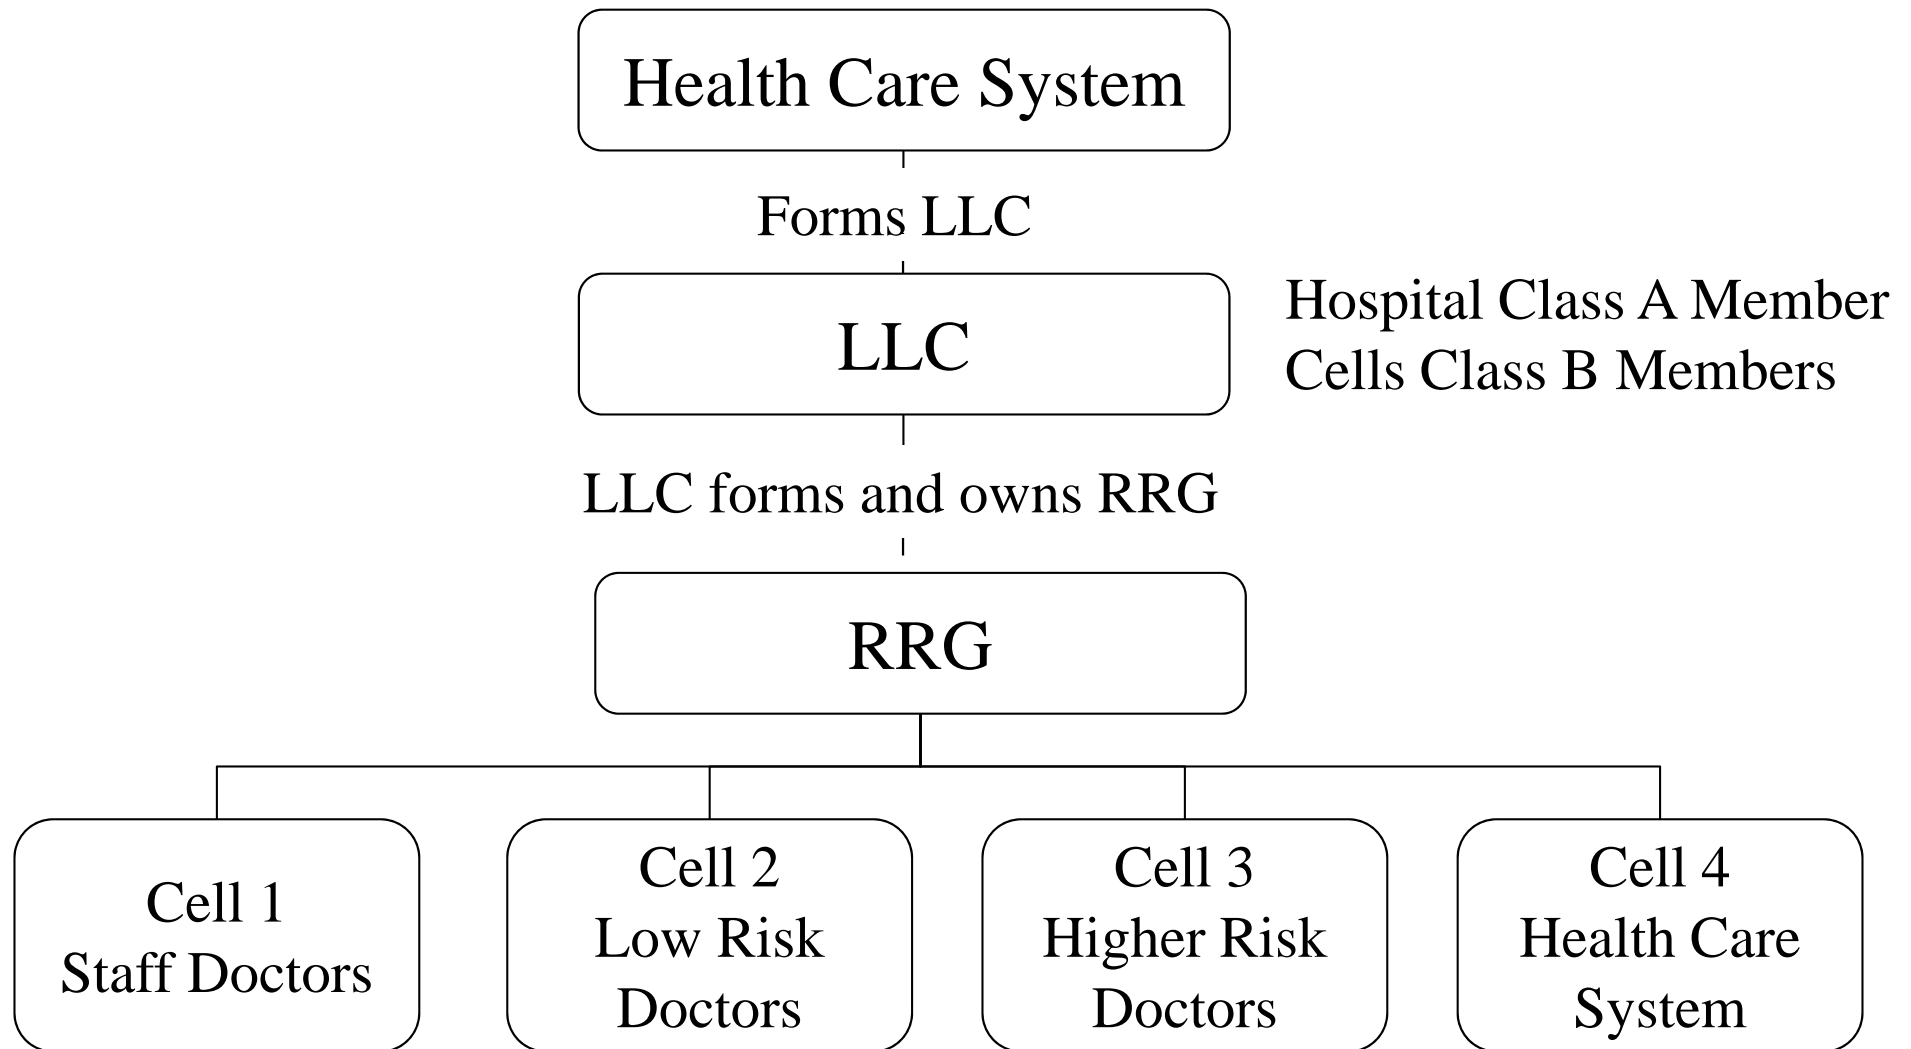 Health Care System
Forms LLC
LLC
Hospital Class A Member
Cells Class B Members
LLC forms and owns RRG
RRG
Cell 1
Staff Doctors
Cell 2
Low Risk
Doctors
Cell 3
Higher Risk
Doctors
Cell 4
Health Care
System